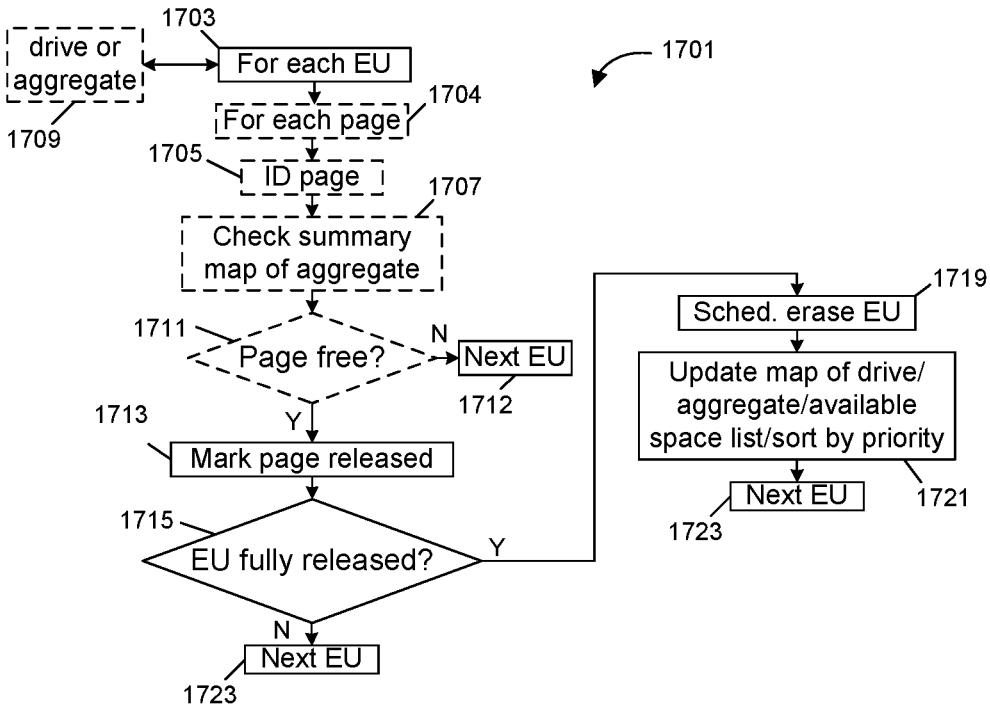 1703
drive or
aggregate
For each EU
1701
1709
1704
For each page
1705
ID page
1707
Check summary
map of aggregate
1719
Sched. erase EU
1711
Page free?
N
Next EU
1712
Update map of drive/
aggregate/available
space list/sort by priority
Y
1713
Mark page released
1721
Next EU
1723
1715
EU fully released?
Y
N
Next EU
1723